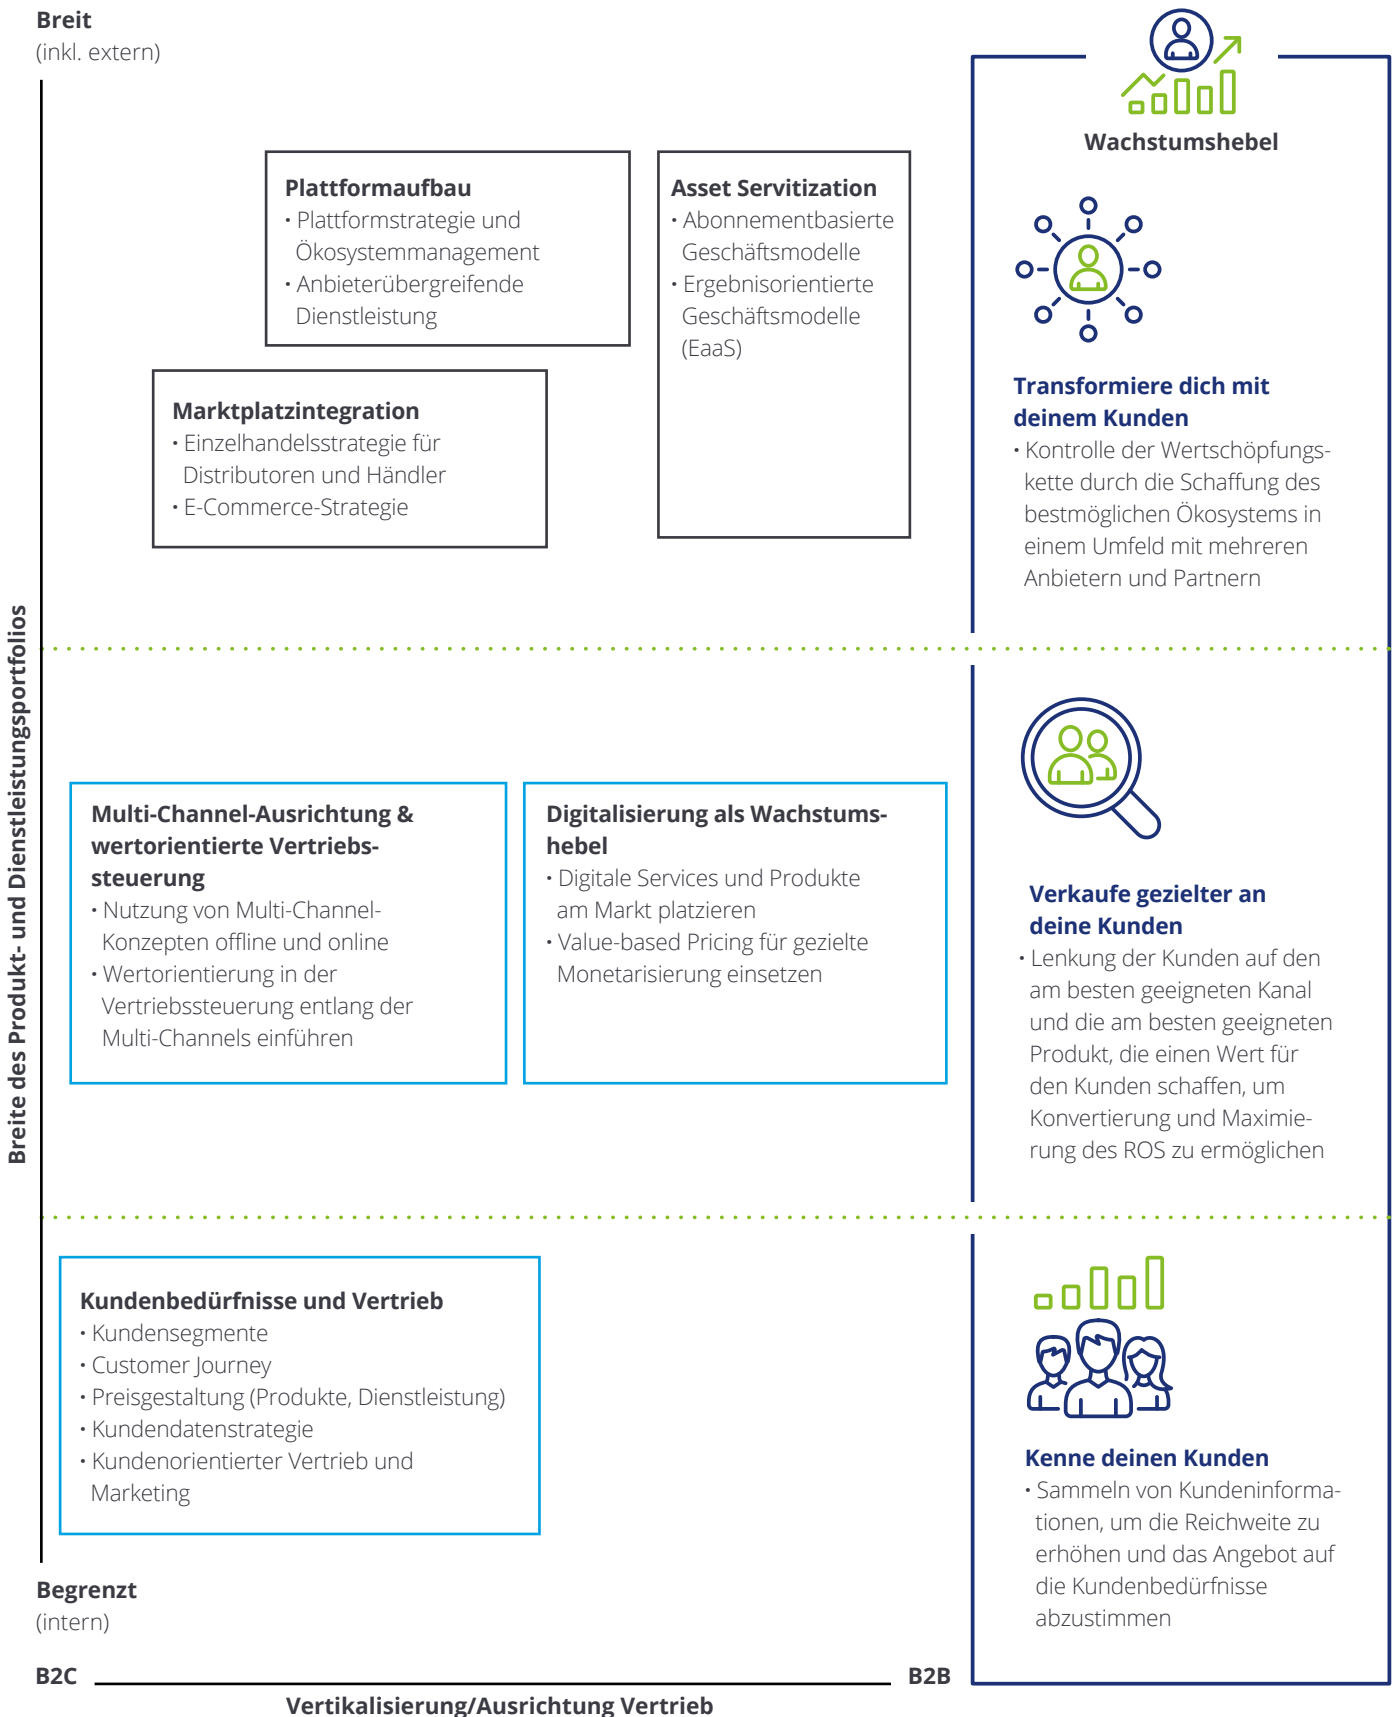 Breit
(inkl. extern)
Wachstumshebel
Plattformaufbau
• Plattformstrategie und
Ökosystemmanagement
• Anbieterübergreifende
Dienstleistung
Asset Servitization
• Abonnementbasierte
Geschäftsmodelle
• Ergebnisorientierte
Geschäftsmodelle
(EaaS)
Marktplatzintegration
• Einzelhandelsstrategie für
Distributoren und Händler
• E-Commerce-Strategie
Transformiere dich mit
deinem Kunden
• Kontrolle der Wertschöpfungs-
kette durch die Schaffung des
bestmöglichen Ökosystems in
einem Umfeld mit mehreren
Anbietern und Partnern
Breite des Produkt- und Dienstleistungsportfolios
Multi-Channel-Ausrichtung &
wertorientierte Vertriebs-
steuerung
• Nutzung von Multi-Channel-
Konzepten offline und online
• Wertorientierung in der
Vertriebssteuerung entlang der
Multi-Channels einführen
Digitalisierung als Wachstums-
hebel
• Digitale Services und Produkte
am Markt platzieren
• Value-based Pricing für gezielte
Monetarisierung einsetzen
Verkaufe gezielter an
deine Kunden
• Lenkung der Kunden auf den
am besten geeigneten Kanal
und die am besten geeigneten
Produkt, die einen Wert für
den Kunden schaffen, um
Konvertierung und Maximie-
rung des ROS zu ermöglichen
Kundenbedürfnisse und Vertrieb
• Kundensegmente
• Customer Journey
• Preisgestaltung (Produkte, Dienstleistung)
• Kundendatenstrategie
• Kundenorientierter Vertrieb und
Marketing
Kenne deinen Kunden
• Sammeln von Kundeninforma-
tionen, um die Reichweite zu
erhöhen und das Angebot auf
die Kundenbedürfnisse
abzustimmen
Begrenzt
(intern)
B2C
B2B
Vertikalisierung/Ausrichtung Vertrieb